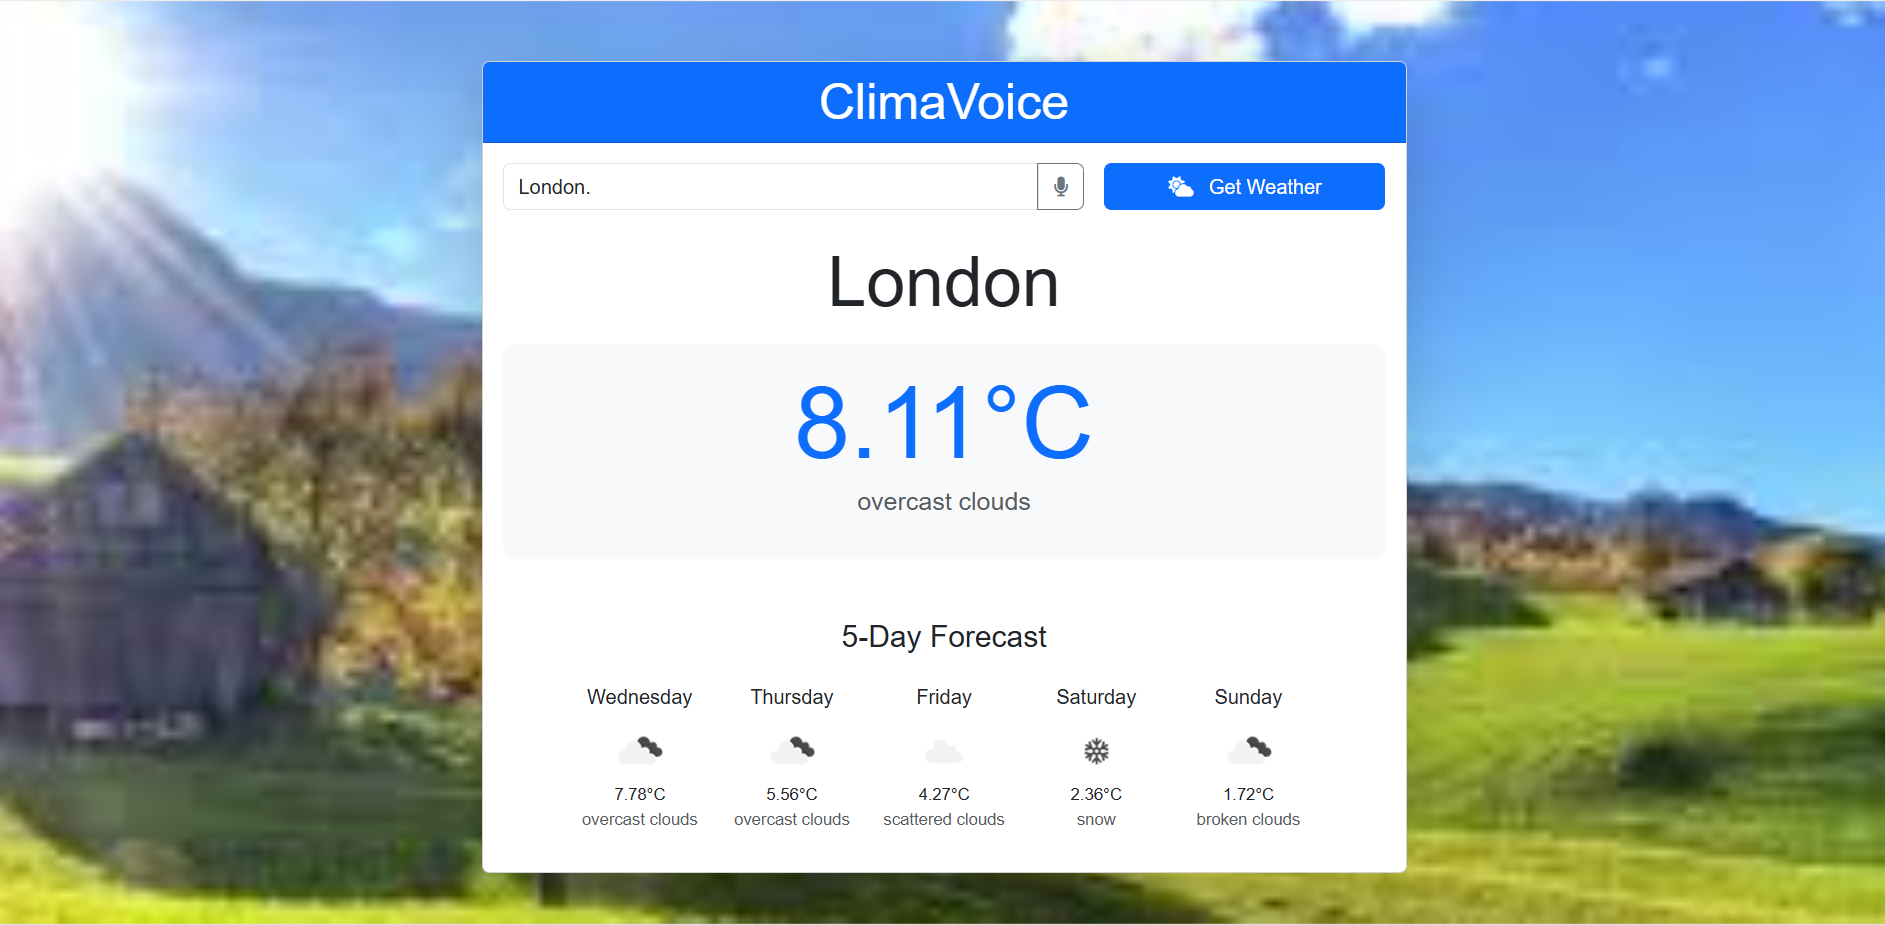 ClimaVoice
London.
Get Weather
London
8.11°C
overcast clouds
5-Day Forecast
Wednesday Thursday Friday Saturday Sunday
7.78°C 5.56°C 4.27°C 2.36°C 1.72°C
overcast clouds overcast clouds scattered clouds snow broken clouds